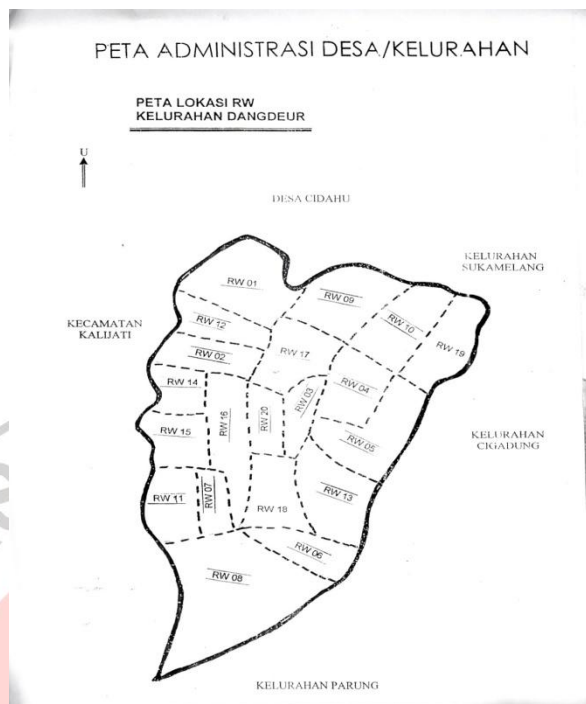 PETA ADMINISTRASI DESA/KELURAHAN
PETA LOKASI RW
KELURAHAN DANGDEUR
U
DESA CIDAHU
KELURAHAN
SUKAMELANG
KECAMATAN
KALIJATI
RW 01
RW 09
RW 10
RW 12
RW 19
RW 02
RW 17
RW 14
RW 16
RW 20
RW 03
RW 04
RW 15
RW 05
KELURAHAN
CIGADUNG
RW 11
RW 07
RW 18
RW 13
RW 06
RW 08
KELURAHAN PARUNG